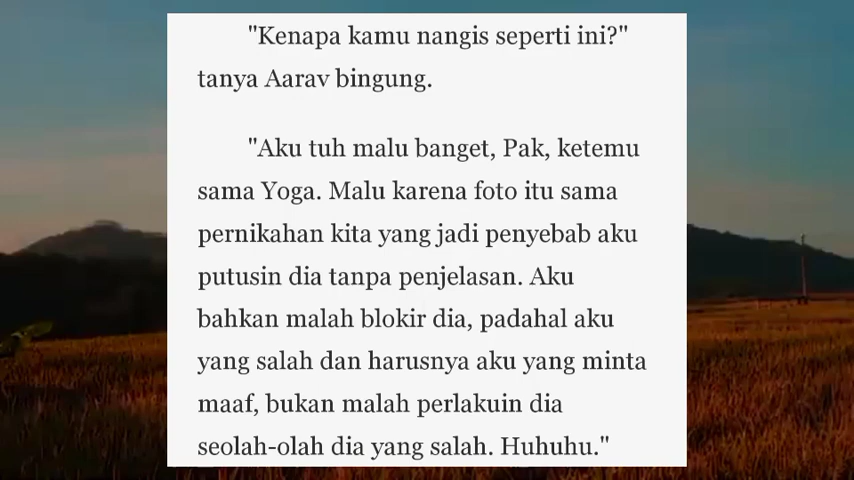 "Kenapa kamu nangis seperti ini?"
tanya Aarav bingung.
"Aku tuh malu banget, Pak, ketemu
sama Yoga. Malu karena foto itu sama
pernikahan kita yang jadi penyebab aku
putusin dia tanpa penjelasan. Aku
bahkan malah blokir dia, padahal aku
yang salah dan harusnya aku yang minta
maaf, bukan malah perlakuin dia
seolah-olah dia yang salah. Huhuhu."